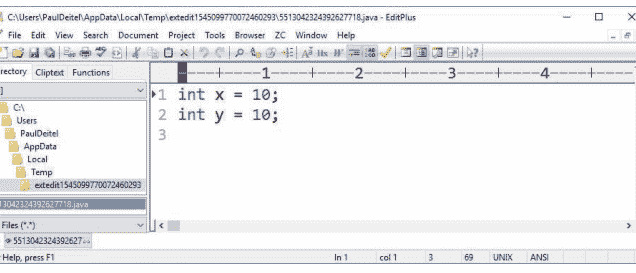 C:\Users\PaulDeitel\AppData\Local\Temp\extedit1545099770072460293\5513042324392627718.java - EditPlus
File Edit View Search Document Project Tools Browser ZC Window Help
rectory Cliptext Functions
----+----1----+----2----+----3----+----4----+----
C:\
Users
PaulDeitel
AppData
Local
Temp
extedit1545099770072460293
13042324392627718.java
Files (*.*)
1 int x = 10;
2 int y = 10;
3
5513042324392627
Help, press F1 ln 1 col 1 3 69 UNIX ANSI